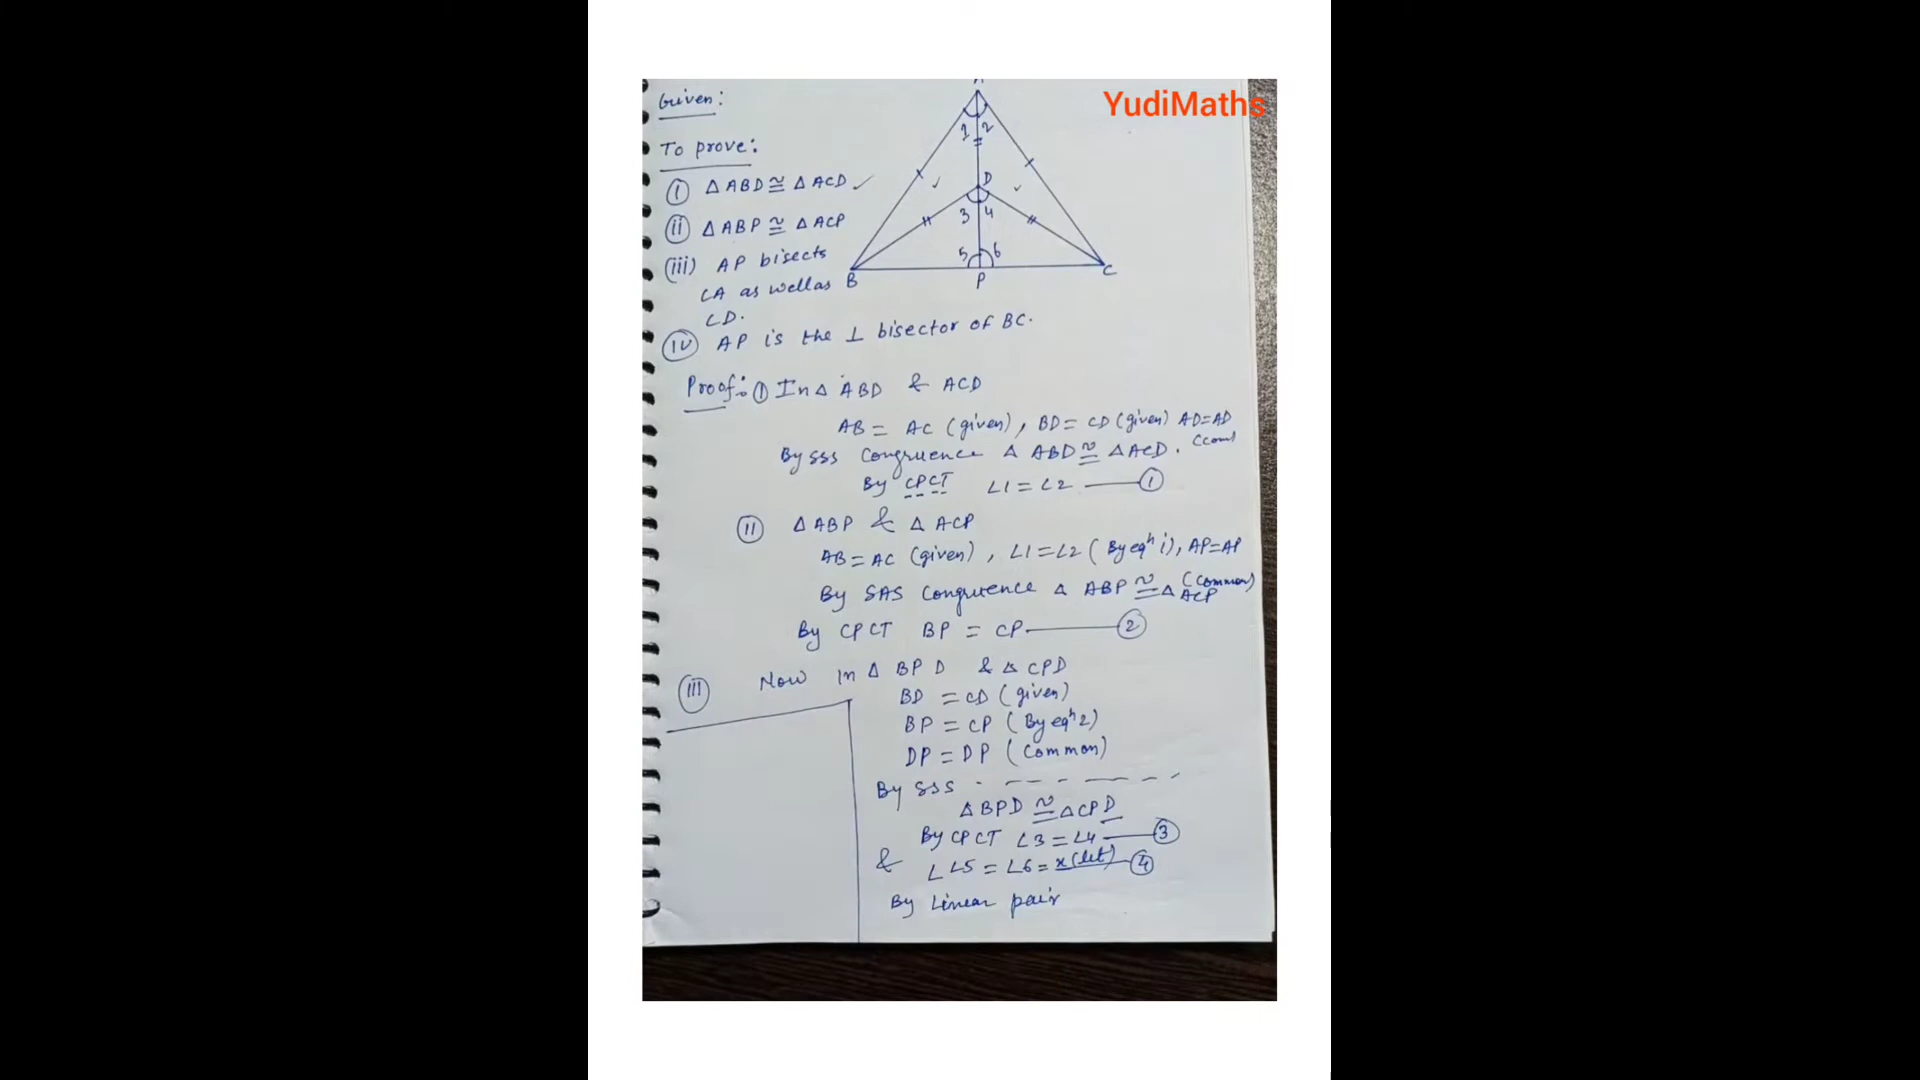 YudiMaths
Given:
To prove:
① △ABD ≅ △ACD ✓
ⅱ △ABP ≅ △ACP
(iii) AP bisects
∠A as well as
∠D.
Ⓘⓥ AP is the ⊥ bisector of BC.
A
1 2
D
3 4
5 6
B P C
Proof: ① In △ ABD & ACD
AB = AC (given), BD = CD (given) AD=AD
By SSS Congruence △ ABD ≅ △ACD. (com)
By CPCT ∠1 = ∠2 —— ①
Ⓘⓘ △ABP & △ACP
AB = AC (given), ∠1 = ∠2 (By eqⁿ i), AP=AP
(common)
By SAS Congruence △ ABP ≅ △ ACP
By CPCT BP = CP —— ②
ⅠⅠⅠ Now In △ BPD & △ CPD
BD = CD (given)
BP = CP (By eqⁿ 2)
DP = DP (Common)
By SSS - - - - - - - -
△BPD ≅ △CPD
By CPCT ∠3 = ∠4 —— ③
& ∠ ∠5 = ∠6 = x (let) — ④
By Linear pair